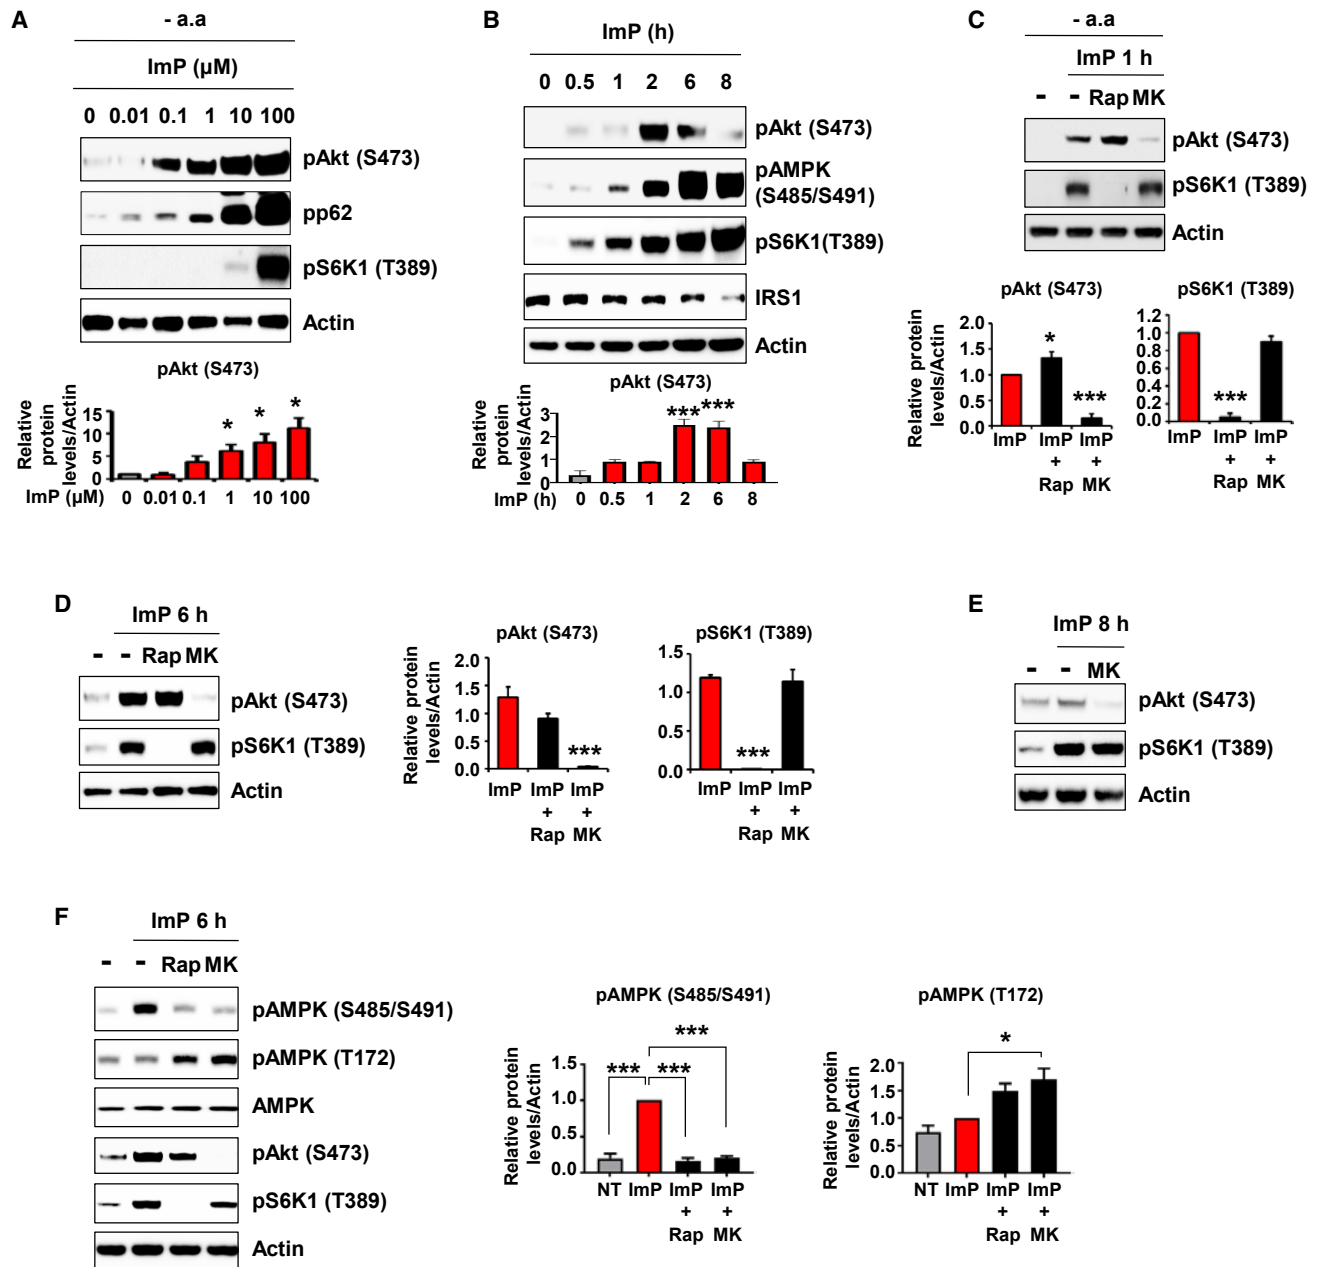 A
- a.a
ImP (µM)
0 0.01 0.1 1 10 100
pAkt (S473)
pp62
pS6K1 (T389)
Actin
pAkt (S473)
Relative protein levels/Actin
15
10
5
0
* * *
ImP (µM) 0 0.01 0.1 1 10 100
B
ImP (h)
0 0.5 1 2 6 8
pAkt (S473)
pAMPK
(S485/S491)
pS6K1(T389)
IRS1
Actin
pAkt (S473)
Relative protein levels/Actin
3
2
1
0
*** ***
ImP (h) 0 0.5 1 2 6 8
C
- a.a
ImP 1 h
- - Rap MK
pAkt (S473)
pS6K1 (T389)
Actin
pAkt (S473)
Relative protein levels/Actin
2.0
1.5
1.0
0.5
0.0
* ***
ImP ImP + Rap ImP + MK
pS6K1 (T389)
1.2
1.0
0.8
0.6
0.4
0.2
0.0
***
ImP ImP + Rap ImP + MK
D
ImP 6 h
- - Rap MK
pAkt (S473)
pS6K1 (T389)
Actin
pAkt (S473)
Relative protein levels/Actin
2.0
1.5
1.0
0.5
0.0
***
ImP ImP + Rap ImP + MK
pS6K1 (T389)
1.5
1.0
0.5
0.0
***
ImP ImP + Rap ImP + MK
E
ImP 8 h
- - MK
pAkt (S473)
pS6K1 (T389)
Actin
F
ImP 6 h
- - Rap MK
pAMPK (S485/S491)
pAMPK (T172)
AMPK
pAkt (S473)
pS6K1 (T389)
Actin
pAMPK (S485/S491)
Relative protein levels/Actin
1.5
1.0
0.5
0.0
***
*** ***
NT ImP ImP + Rap ImP + MK
pAMPK (T172)
Relative protein levels/Actin
2.0
1.5
1.0
0.5
0.0
*
NT ImP ImP + Rap ImP + MK